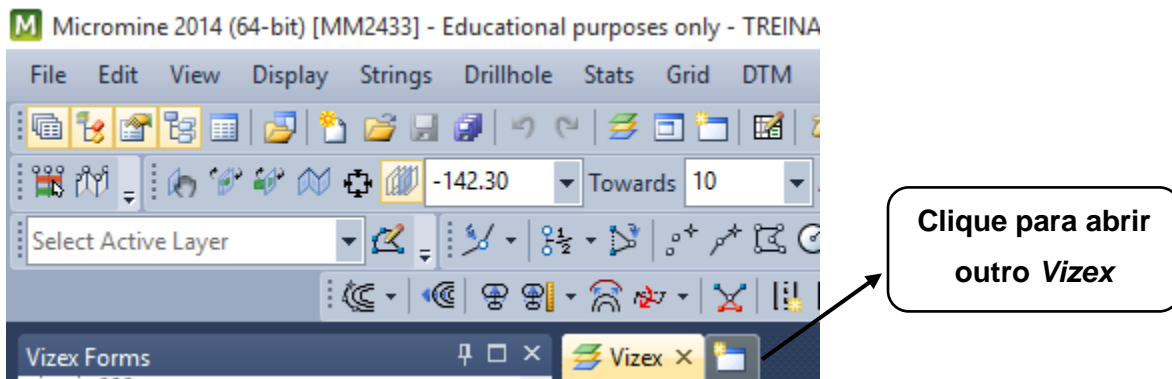 Micromine 2014 (64-bit) [MM2433] - Educational purposes only - TREINA
File Edit View Display Strings Drillhole Stats Grid DTM
-142.30 Towards 10
Select Active Layer
Clique para abrir
outro Vizex
Vizex Forms Vizex